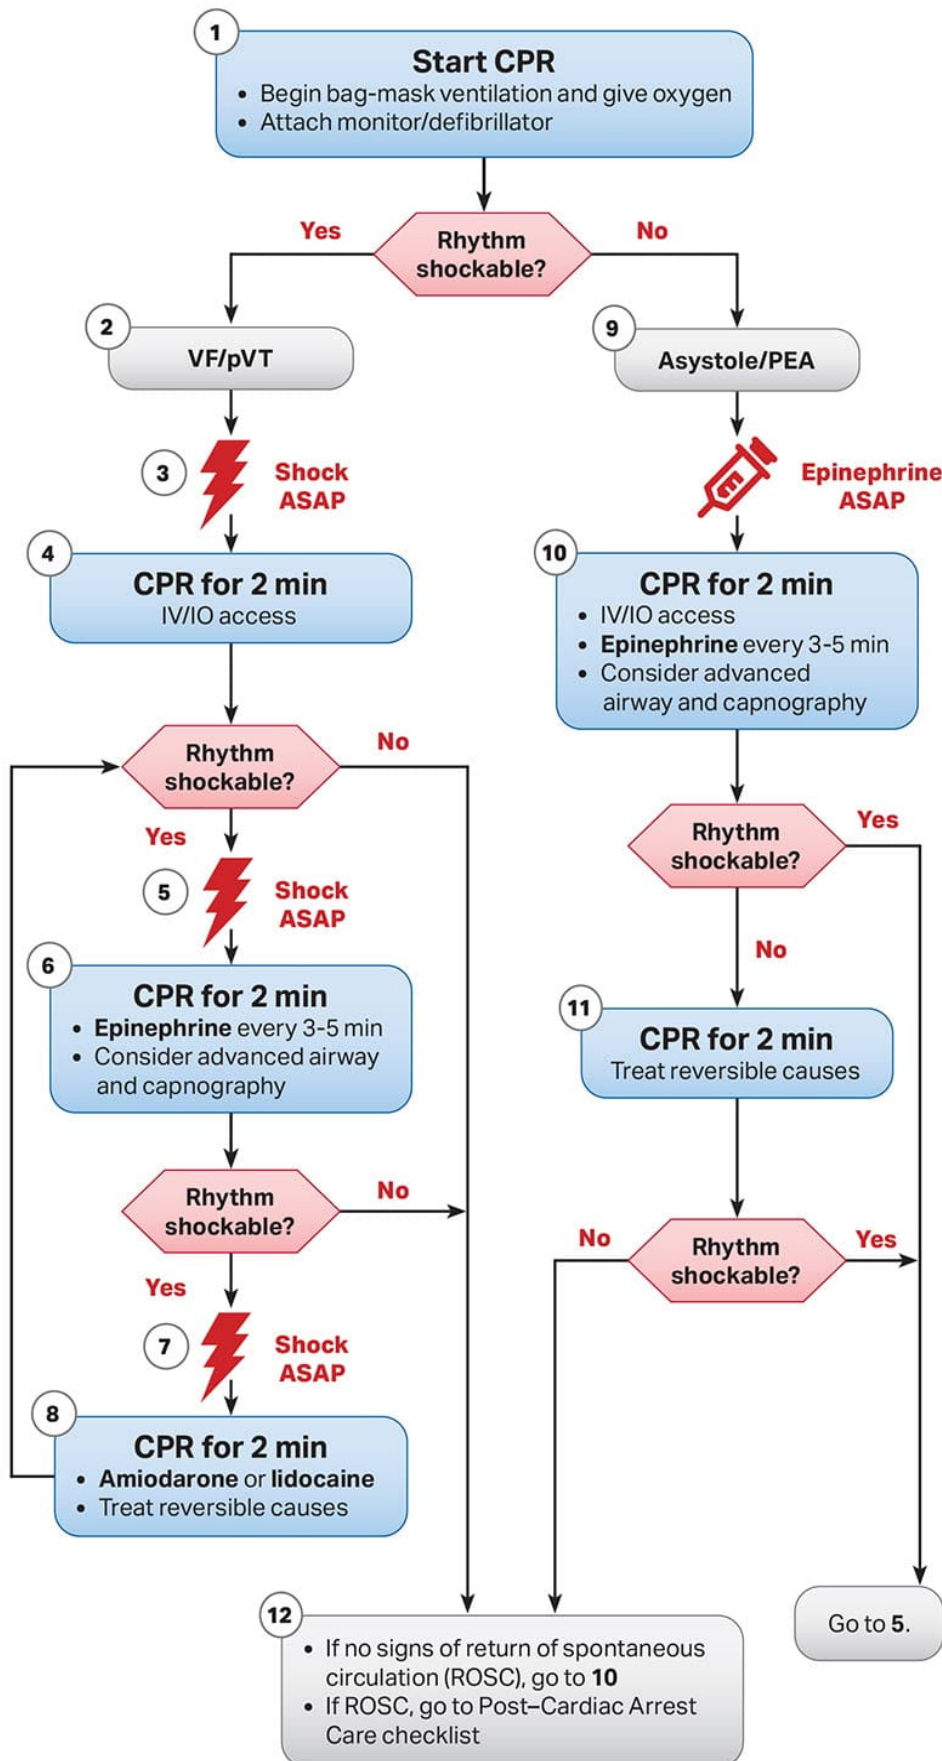 1
Start CPR
• Begin bag-mask ventilation and give oxygen
• Attach monitor/defibrillator
Yes
Rhythm
shockable?
No
2
VF/pVT
3
Shock
ASAP
4
CPR for 2 min
IV/IO access
Rhythm
shockable?
No
Yes
5
Shock
ASAP
6
CPR for 2 min
• Epinephrine every 3-5 min
• Consider advanced airway
and capnography
Rhythm
shockable?
No
Yes
7
Shock
ASAP
8
CPR for 2 min
• Amiodarone or lidocaine
• Treat reversible causes
9
Asystole/PEA
Epinephrine
ASAP
10
CPR for 2 min
• IV/IO access
• Epinephrine every 3-5 min
• Consider advanced
airway and capnography
Rhythm
shockable?
Yes
No
11
CPR for 2 min
Treat reversible causes
No
Rhythm
shockable?
Yes
12
• If no signs of return of spontaneous
circulation (ROSC), go to 10
• If ROSC, go to Post–Cardiac Arrest
Care checklist
Go to 5.